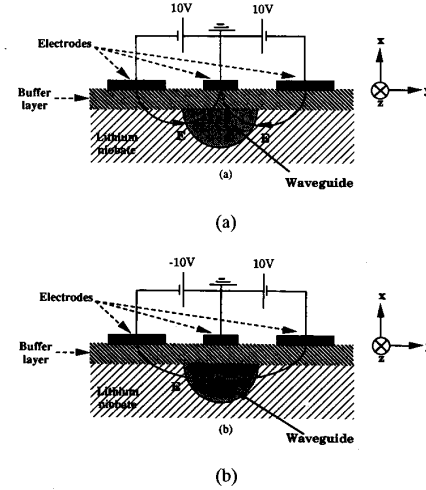 10V 10V
Electrodes
Buffer
layer
Lithium
niobate
E E
(a)
Waveguide
x
z
(a)
-10V 10V
Electrodes
Buffer
layer
Lithium
niobate
E
(b)
Waveguide
x
z
(b)